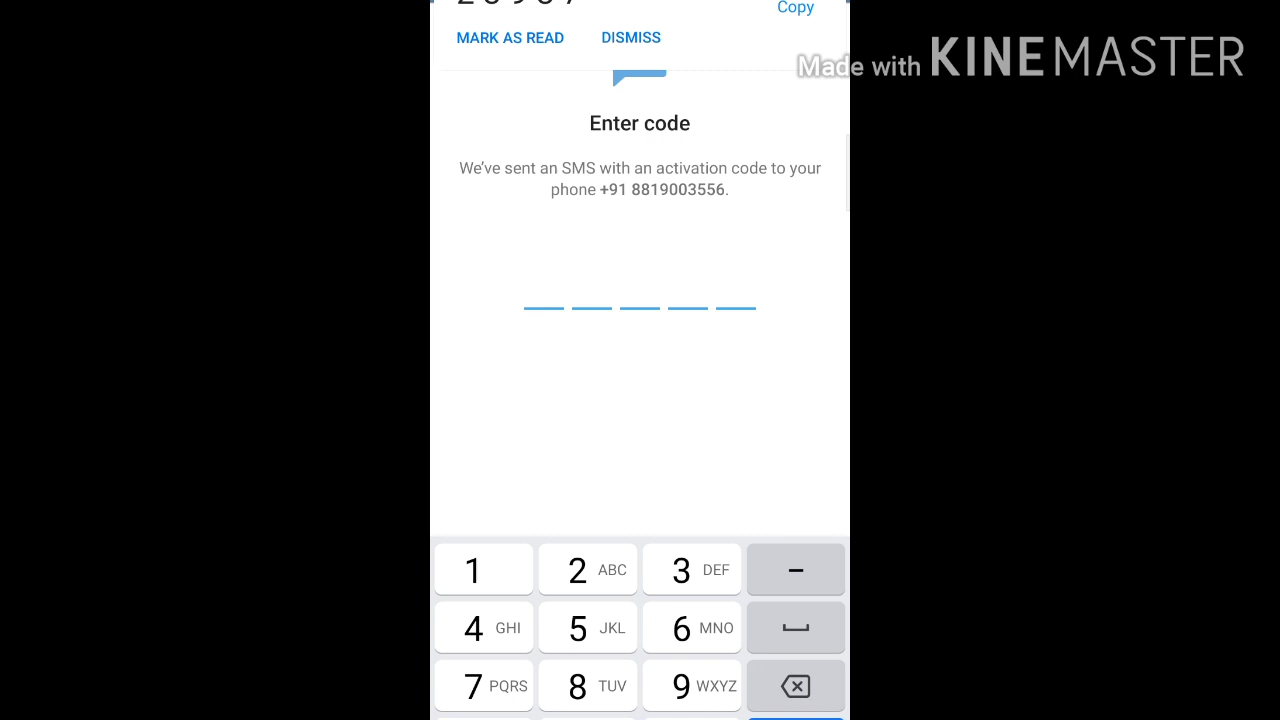 Copy
MARK AS READ DISMISS
Made with KINEMASTER
Enter code
We've sent an SMS with an activation code to your
phone +91 8819003556.
1 2 ABC 3 DEF -
4 GHI 5 JKL 6 MNO
7 PQRS 8 TUV 9 WXYZ